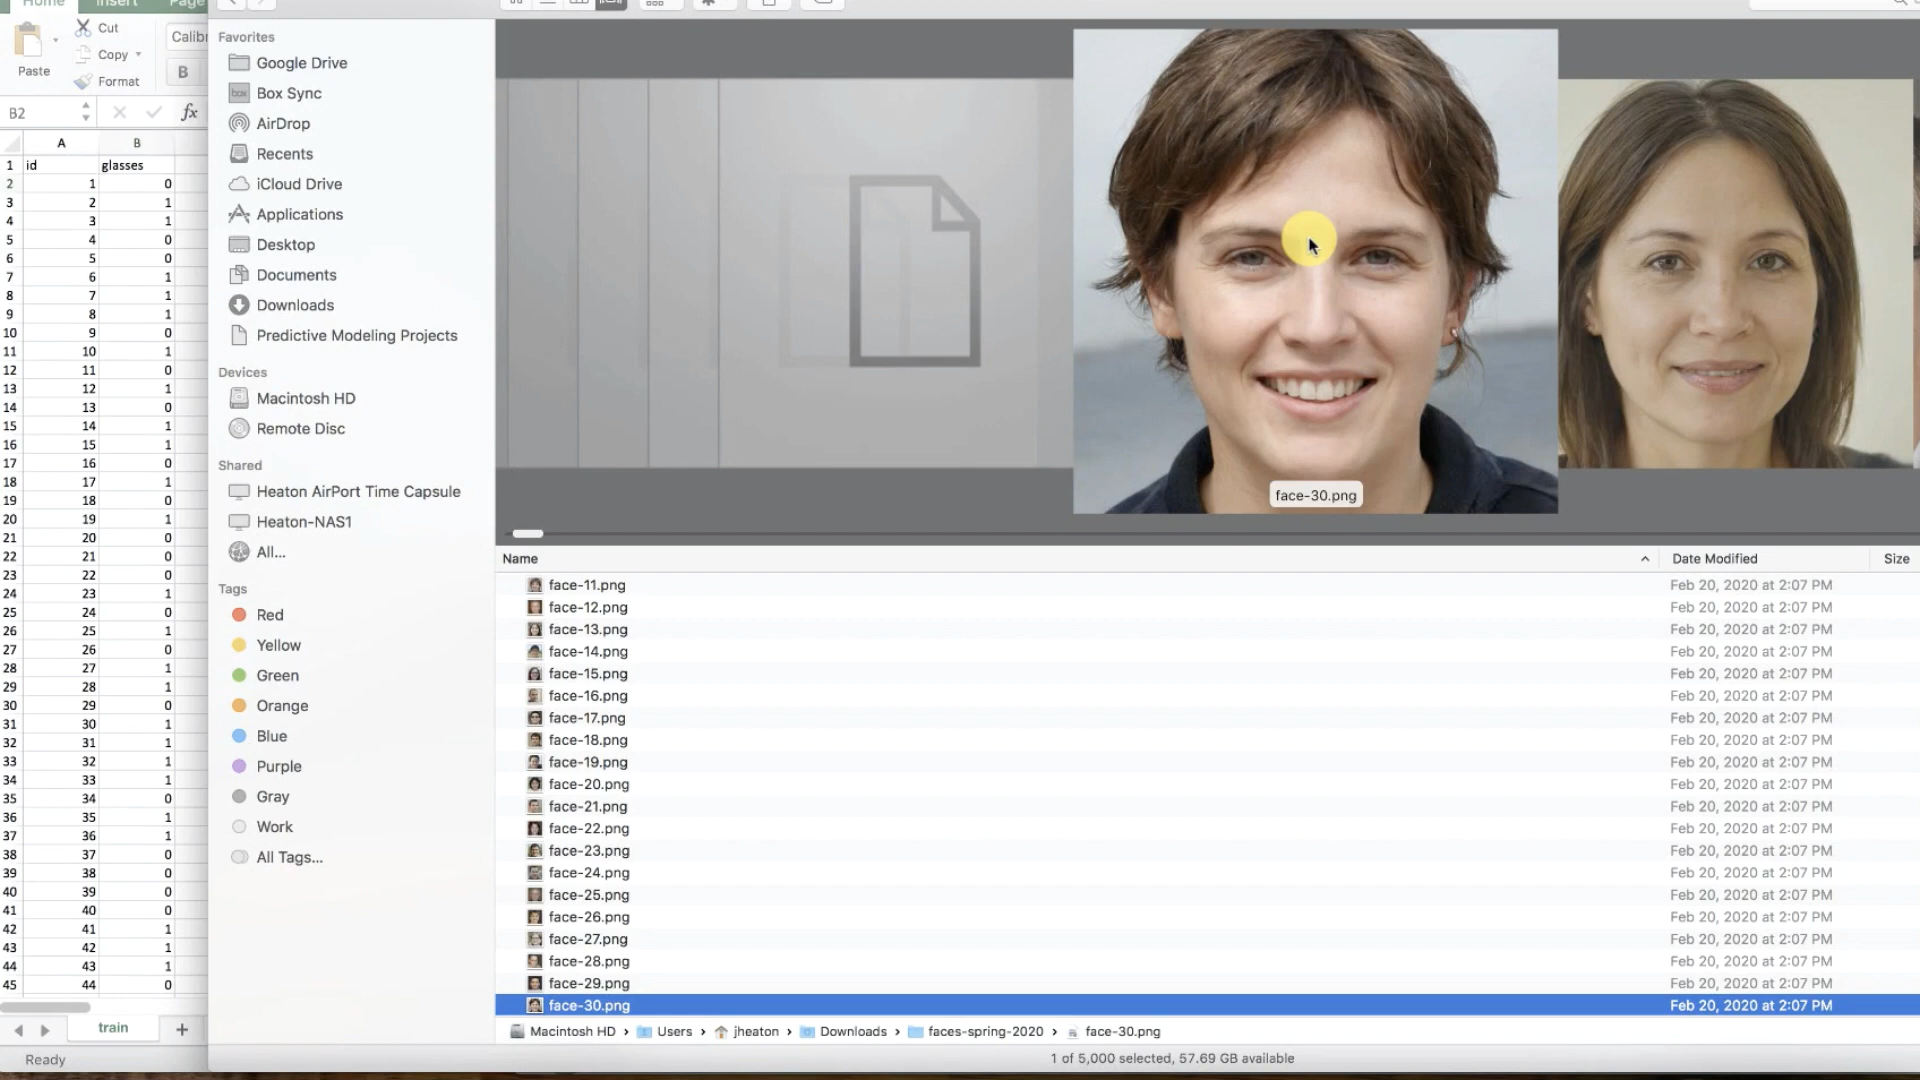 Home Insert Page
Cut
Copy
Paste
Format
Calibr
B
B2
fx
A B
1 id glasses
2 1 0
3 2 1
4 3 1
5 4 0
6 5 0
7 6 1
8 7 1
9 8 1
10 9 0
11 10 1
12 11 0
13 12 1
14 13 0
15 14 1
16 15 1
17 16 0
18 17 1
19 18 0
20 19 1
21 20 0
22 21 0
23 22 0
24 23 1
25 24 0
26 25 1
27 26 0
28 27 1
29 28 1
30 29 0
31 30 1
32 31 1
33 32 1
34 33 1
35 34 0
36 35 1
37 36 1
38 37 0
39 38 0
40 39 0
41 40 0
42 41 1
43 42 1
44 43 1
45 44 0
train
Ready
Favorites
Google Drive
box Box Sync
AirDrop
Recents
iCloud Drive
Applications
Desktop
Documents
Downloads
Predictive Modeling Projects
Devices
Macintosh HD
Remote Disc
Shared
Heaton AirPort Time Capsule
Heaton-NAS1
All...
Tags
Red
Yellow
Green
Orange
Blue
Purple
Gray
Work
All Tags...
face-30.png
Name Date Modified Size
face-11.png Feb 20, 2020 at 2:07 PM
face-12.png Feb 20, 2020 at 2:07 PM
face-13.png Feb 20, 2020 at 2:07 PM
face-14.png Feb 20, 2020 at 2:07 PM
face-15.png Feb 20, 2020 at 2:07 PM
face-16.png Feb 20, 2020 at 2:07 PM
face-17.png Feb 20, 2020 at 2:07 PM
face-18.png Feb 20, 2020 at 2:07 PM
face-19.png Feb 20, 2020 at 2:07 PM
face-20.png Feb 20, 2020 at 2:07 PM
face-21.png Feb 20, 2020 at 2:07 PM
face-22.png Feb 20, 2020 at 2:07 PM
face-23.png Feb 20, 2020 at 2:07 PM
face-24.png Feb 20, 2020 at 2:07 PM
face-25.png Feb 20, 2020 at 2:07 PM
face-26.png Feb 20, 2020 at 2:07 PM
face-27.png Feb 20, 2020 at 2:07 PM
face-28.png Feb 20, 2020 at 2:07 PM
face-29.png Feb 20, 2020 at 2:07 PM
face-30.png Feb 20, 2020 at 2:07 PM
Macintosh HD › Users › jheaton › Downloads › faces-spring-2020 › face-30.png
1 of 5,000 selected, 57.69 GB available